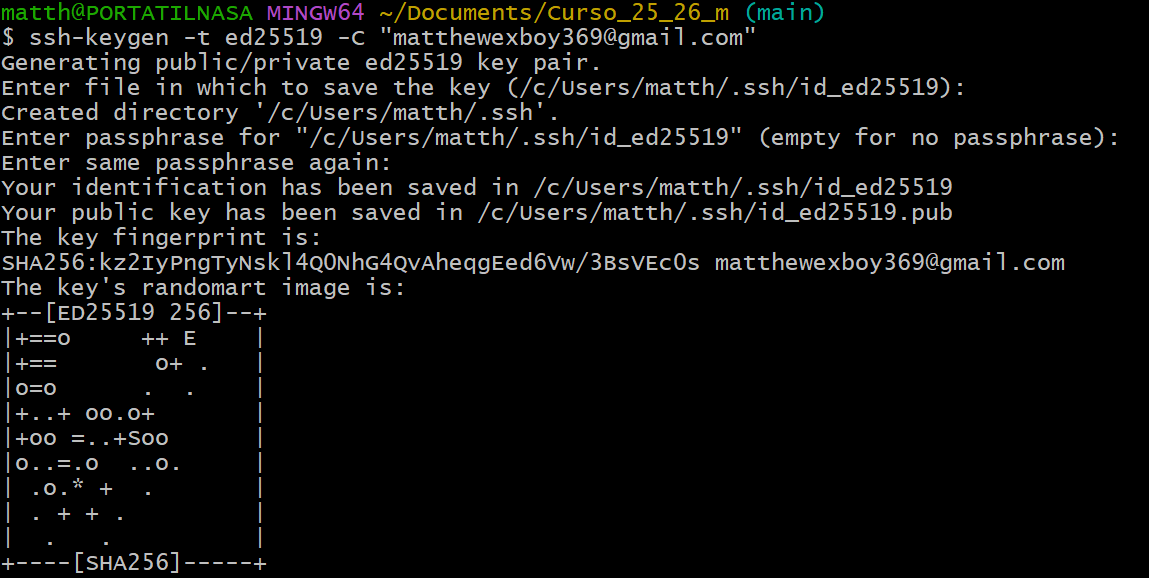 matth@PORTATILNASA MINGW64 ~/Documents/Curso_25_26_m (main)
$ ssh-keygen -t ed25519 -C "matthewexboy369@gmail.com"
Generating public/private ed25519 key pair.
Enter file in which to save the key (/c/Users/matth/.ssh/id_ed25519):
Created directory '/c/Users/matth/.ssh'.
Enter passphrase for "/c/Users/matth/.ssh/id_ed25519" (empty for no passphrase):
Enter same passphrase again:
Your identification has been saved in /c/Users/matth/.ssh/id_ed25519
Your public key has been saved in /c/Users/matth/.ssh/id_ed25519.pub
The key fingerprint is:
SHA256:kz2IyPngTyNskl4Q0NhG4QvAheqgEed6Vw/3BsVEc0s matthewexboy369@gmail.com
The key's randomart image is:
+--[ED25519 256]--+
|+==o     ++ E    |
|+==       o+ .   |
|o=o      .  .    |
|+..+ oo.o+       |
|+oo =..+Soo      |
|o..=.o  ..o.     |
| .o.* +  .       |
| . + + .         |
|  .   .          |
+----[SHA256]-----+